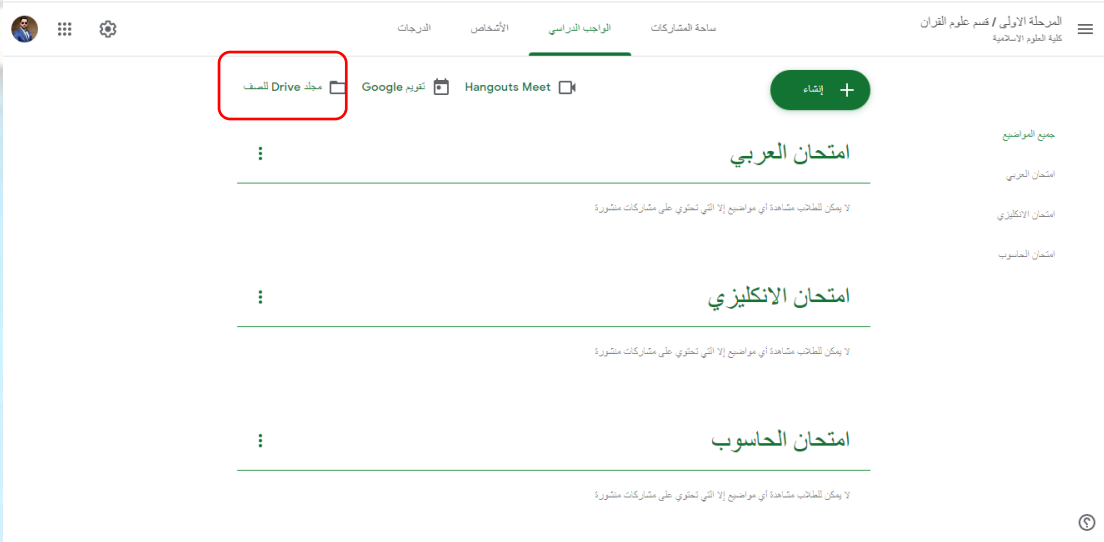 المرحلة الاولى / قسم علوم القران
كلية العلوم الاسلامية
ساحة المشاركات
الواجب الدراسي
الأشخاص
الدرجات
إنشاء
Hangouts Meet
تقويم Google
مجلد Drive للصف
جميع المواضيع
امتحان العربي
امتحان الانكليزي
امتحان الحاسوب
امتحان العربي
لا يمكن للطلاب مشاهدة أي مواضيع إلا التي تحتوي على مشاركات منشورة
امتحان الانكليزي
لا يمكن للطلاب مشاهدة أي مواضيع إلا التي تحتوي على مشاركات منشورة
امتحان الحاسوب
لا يمكن للطلاب مشاهدة أي مواضيع إلا التي تحتوي على مشاركات منشورة